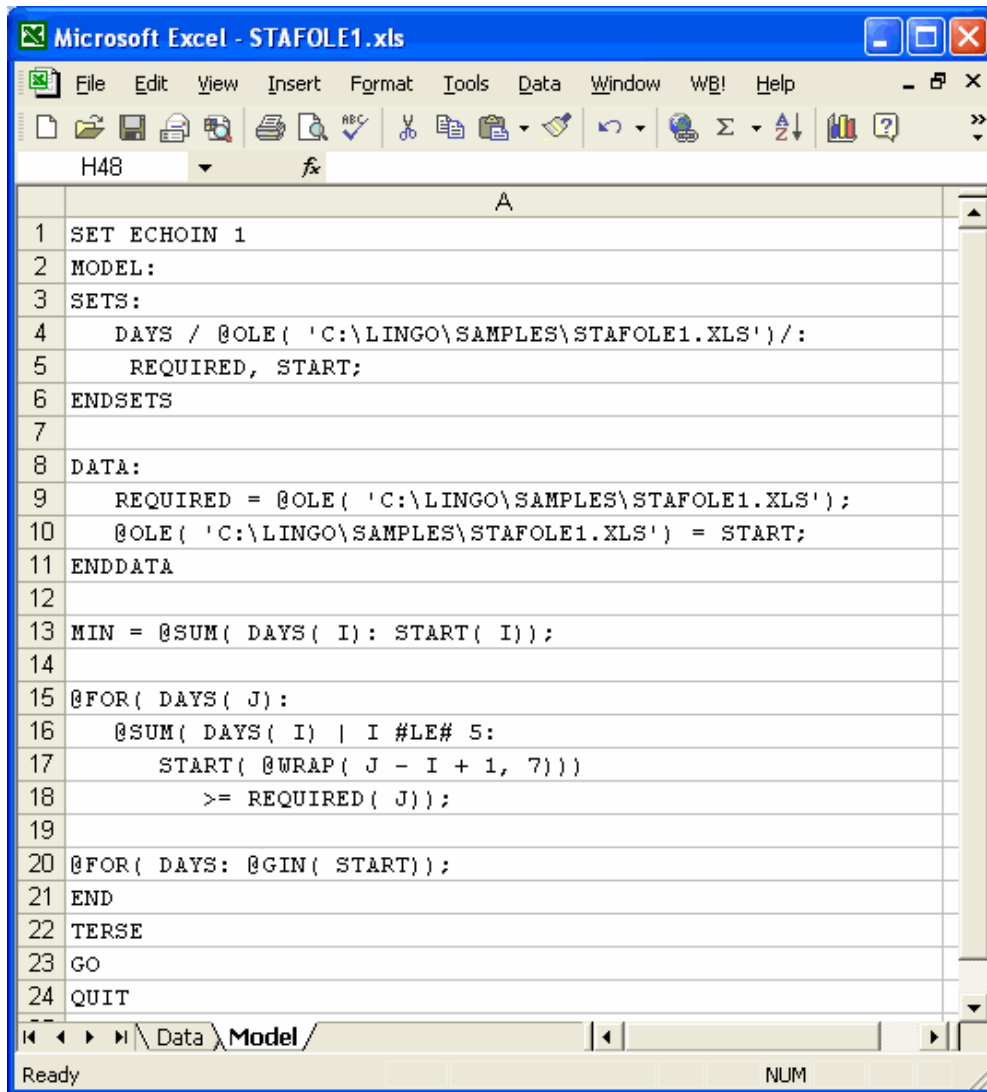 Microsoft Excel - STAFOLE1.xls
File Edit View Insert Format Tools Data Window WB! Help
H48 fx
A
1 SET ECHOIN 1
2 MODEL:
3 SETS:
4 DAYS / @OLE( 'C:\LINGO\SAMPLES\STAFOLE1.XLS')/:
5 REQUIRED, START;
6 ENDSETS
7
8 DATA:
9 REQUIRED = @OLE( 'C:\LINGO\SAMPLES\STAFOLE1.XLS');
10 @OLE( 'C:\LINGO\SAMPLES\STAFOLE1.XLS') = START;
11 ENDDATA
12
13 MIN = @SUM( DAYS( I): START( I));
14
15 @FOR( DAYS( J):
16 @SUM( DAYS( I) | I #LE# 5:
17 START( @WRAP( J - I + 1, 7)))
18 >= REQUIRED( J));
19
20 @FOR( DAYS: @GIN( START));
21 END
22 TERSE
23 GO
24 QUIT
Data Model
Ready NUM